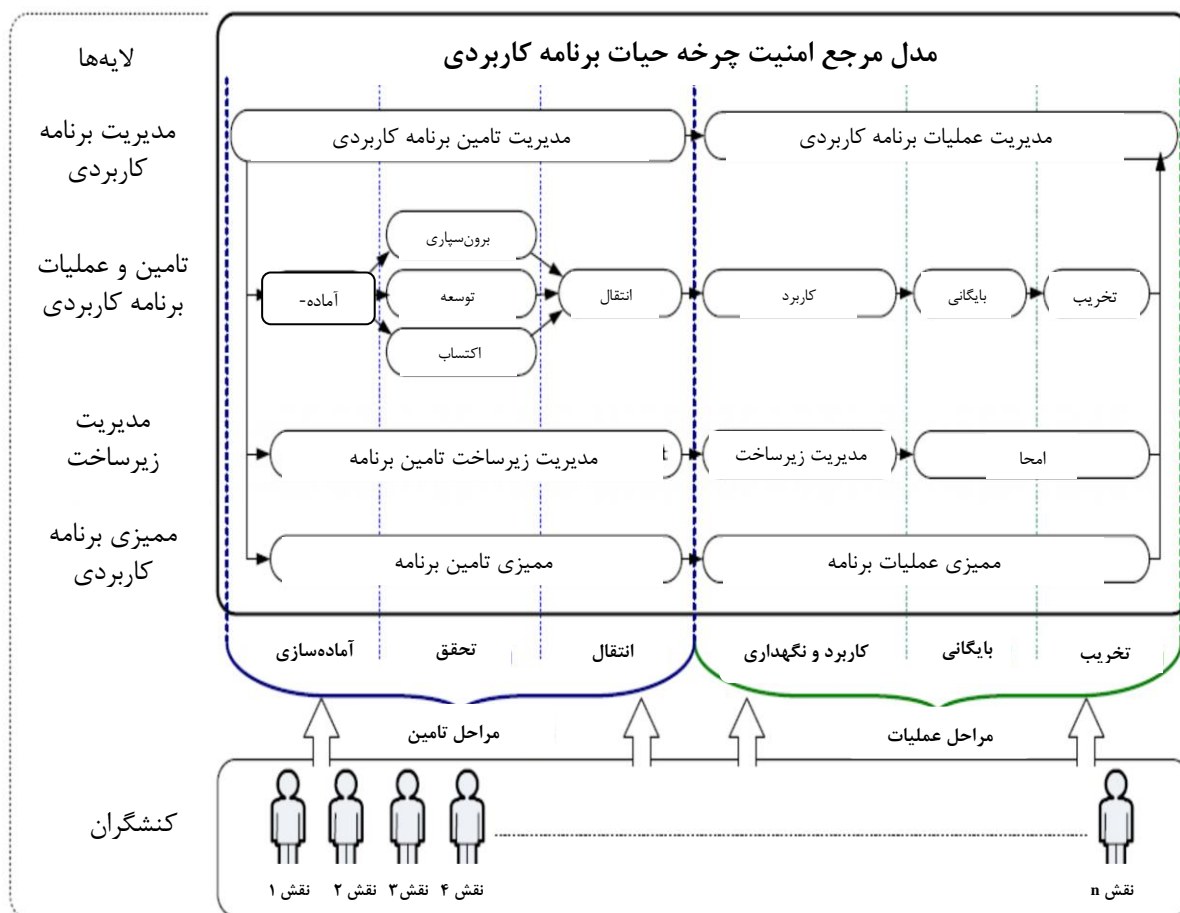 لایه‌ها
مدل مرجع امنیت چرخه حیات برنامه کاربردی
مدیریت برنامه
کاربردی
مدیریت تامین برنامه کاربردی
مدیریت عملیات برنامه کاربردی
تامین و عملیات
برنامه کاربردی
آماده-
برون‌سپاری
توسعه
اکتساب
انتقال
کاربرد
بایگانی
تخریب
مدیریت
زیرساخت
مدیریت زیرساخت تامین برنامه
t
مدیریت زیرساخت
امحا
ممیزی برنامه
کاربردی
ممیزی تامین برنامه
ممیزی عملیات برنامه
آماده‌سازی
تحقق
انتقال
کاربرد و نگهداری
بایگانی
تخریب
مراحل تامین
مراحل عملیات
کنشگران
نقش ۱
نقش ۲
نقش ۳
نقش ۴
نقش n